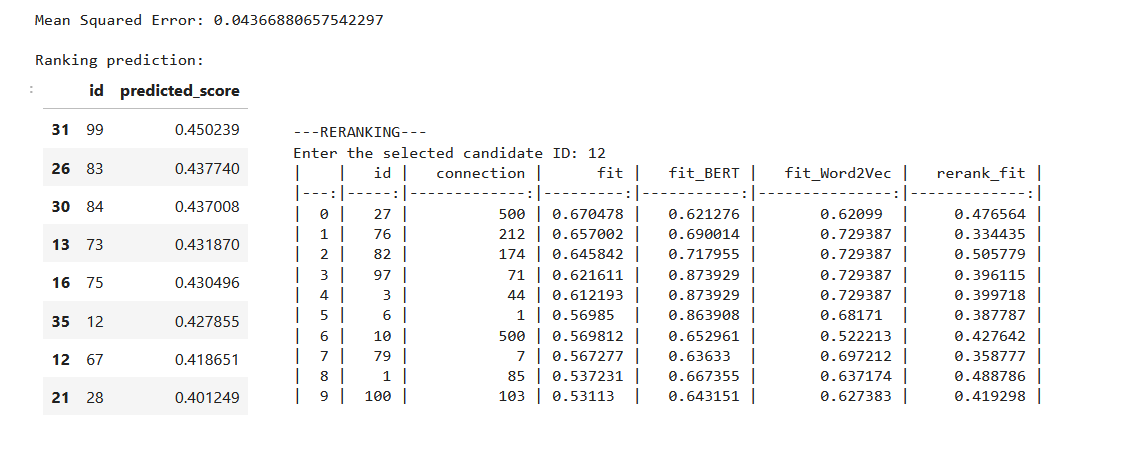 Mean Squared Error: 0.04366880657542297
Ranking prediction:
:
id predicted_score
31 99 0.450239
26 83 0.437740
30 84 0.437008
13 73 0.431870
16 75 0.430496
35 12 0.427855
12 67 0.418651
21 28 0.401249
---RERANKING---
Enter the selected candidate ID: 12
| | id | connection | fit | fit_BERT | fit_Word2Vec | rerank_fit |
|---:|-----:|-------------:|---------:|-----------:|---------------:|-------------:|
| 0 | 27 | 500 | 0.670478 | 0.621276 | 0.62099 | 0.476564 |
| 1 | 76 | 212 | 0.657002 | 0.690014 | 0.729387 | 0.334435 |
| 2 | 82 | 174 | 0.645842 | 0.717955 | 0.729387 | 0.505779 |
| 3 | 97 | 71 | 0.621611 | 0.873929 | 0.729387 | 0.396115 |
| 4 | 3 | 44 | 0.612193 | 0.873929 | 0.729387 | 0.399718 |
| 5 | 6 | 1 | 0.56985 | 0.863908 | 0.68171 | 0.387787 |
| 6 | 10 | 500 | 0.569812 | 0.652961 | 0.522213 | 0.427642 |
| 7 | 79 | 7 | 0.567277 | 0.63633 | 0.697212 | 0.358777 |
| 8 | 1 | 85 | 0.537231 | 0.667355 | 0.637174 | 0.488786 |
| 9 | 100 | 103 | 0.53113 | 0.643151 | 0.627383 | 0.419298 |